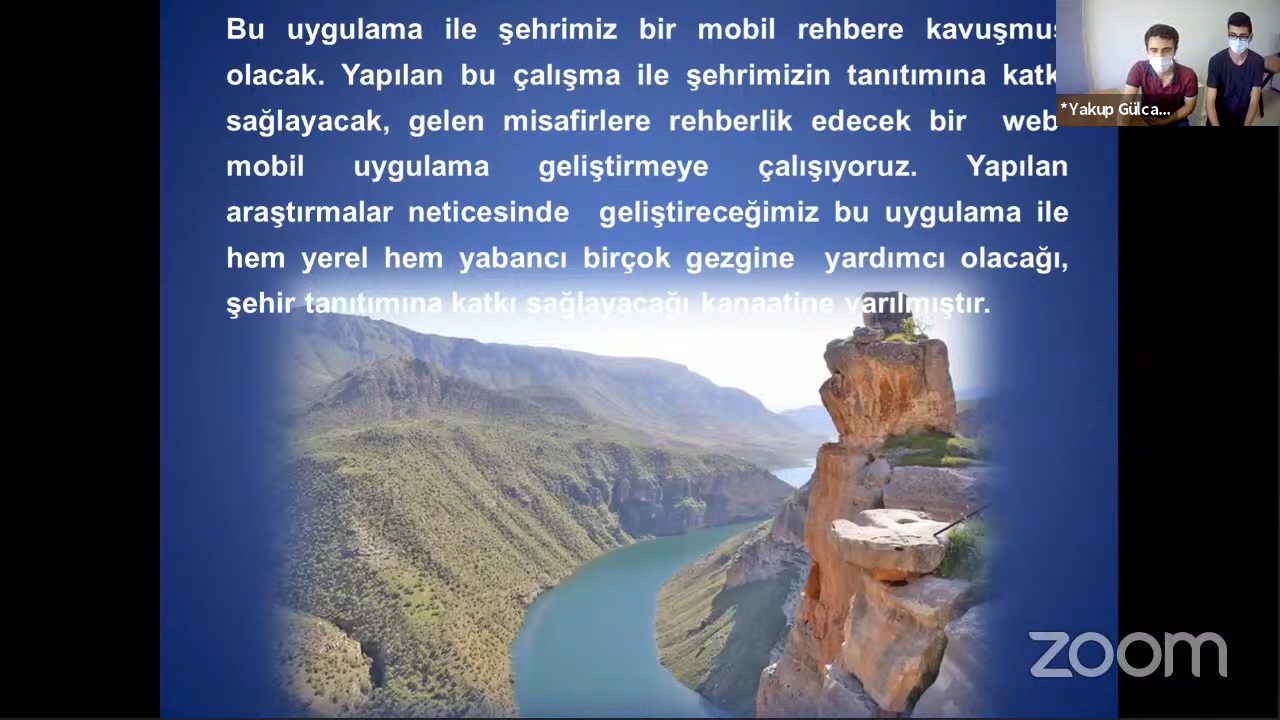 Bu uygulama ile şehrimiz bir mobil rehbere kavuşmuş
olacak. Yapılan bu çalışma ile şehrimizin tanıtımına katkı
sağlayacak, gelen misafirlere rehberlik edecek bir web
mobil uygulama geliştirmeye çalışıyoruz. Yapılan
araştırmalar neticesinde geliştireceğimiz bu uygulama ile
hem yerel hem yabancı birçok gezgine yardımcı olacağı,
şehir tanıtımına katkı sağlayacağı kanaatine varılmıştır.
*Yakup Gülca...
zoom